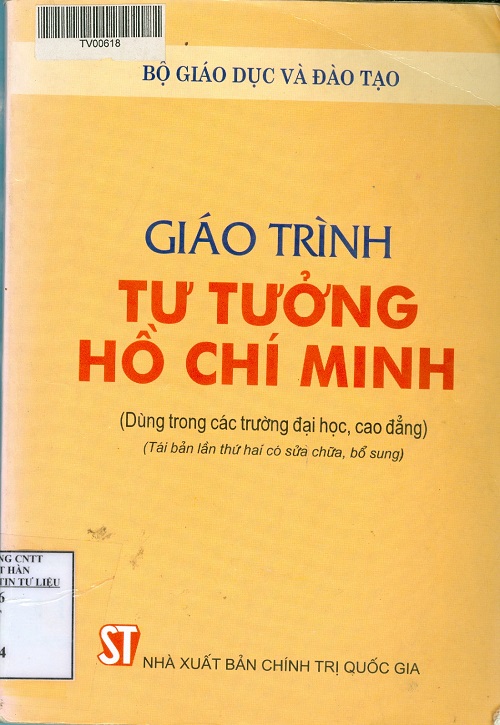 TV00618
BỘ GIÁO DỤC VÀ ĐÀO TẠO
GIÁO TRÌNH
TƯ TƯỞNG
HỒ CHÍ MINH
(Dùng trong các trường đại học, cao đẳng)
(Tái bản lần thứ hai có sửa chữa, bổ sung)
NG CNTT
T HÀN
TIN TƯ LIỆU
6
4
ST NHÀ XUẤT BẢN CHÍNH TRỊ QUỐC GIA